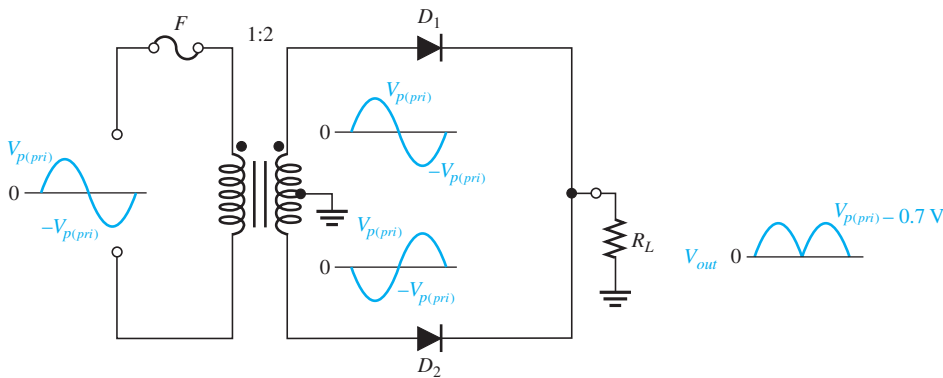 F
1:2
D1
Vp(pri)
0
−Vp(pri)
Vp(pri)
0
−Vp(pri)
Vp(pri)
0
−Vp(pri)
RL
Vp(pri) − 0.7 V
Vout 0
D2